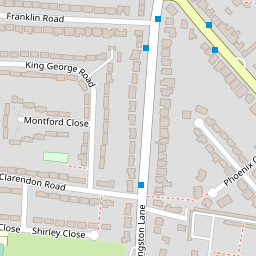 Franklin Road
King George Road
Montford Close
Phoenix C
Clarendon Road
Close
Shirley Close
ngston Lane